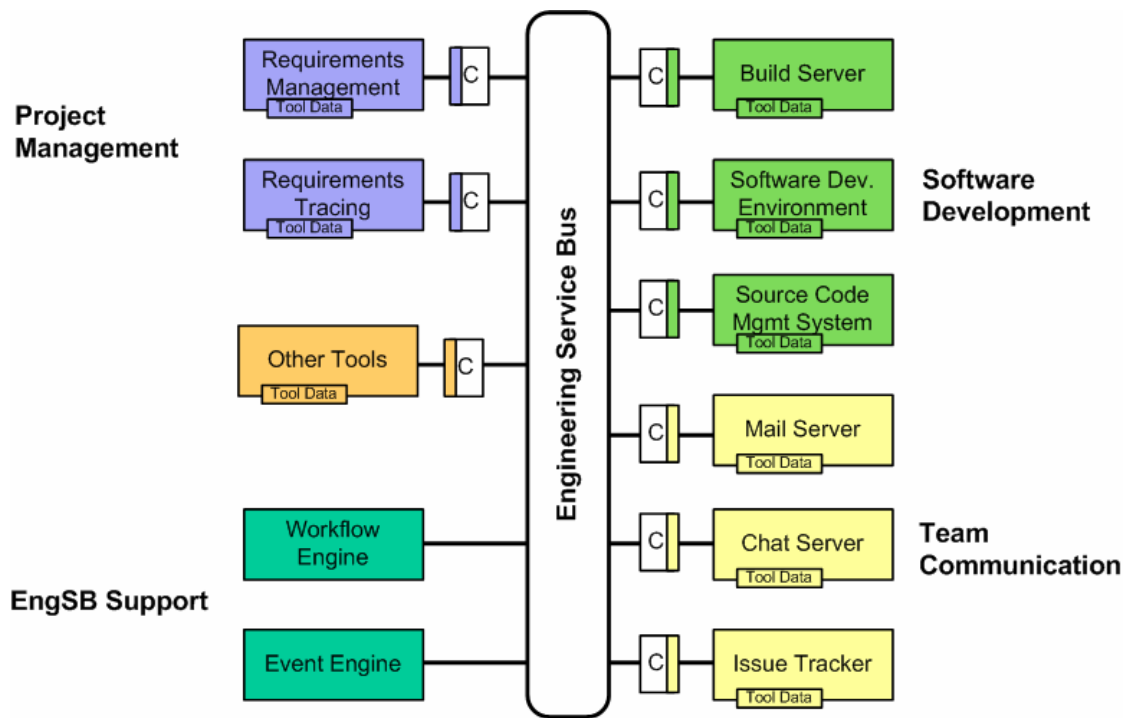 Project
Management
Requirements
Management
Tool Data
C
Requirements
Tracing
Tool Data
C
Other Tools
Tool Data
C
EngSB Support
Workflow
Engine
Event Engine
Engineering Service Bus
C
Build Server
Tool Data
C
Software Dev.
Environment
Tool Data
C
Source Code
Mgmt System
Tool Data
Software
Development
C
Mail Server
Tool Data
C
Chat Server
Tool Data
C
Issue Tracker
Tool Data
Team
Communication